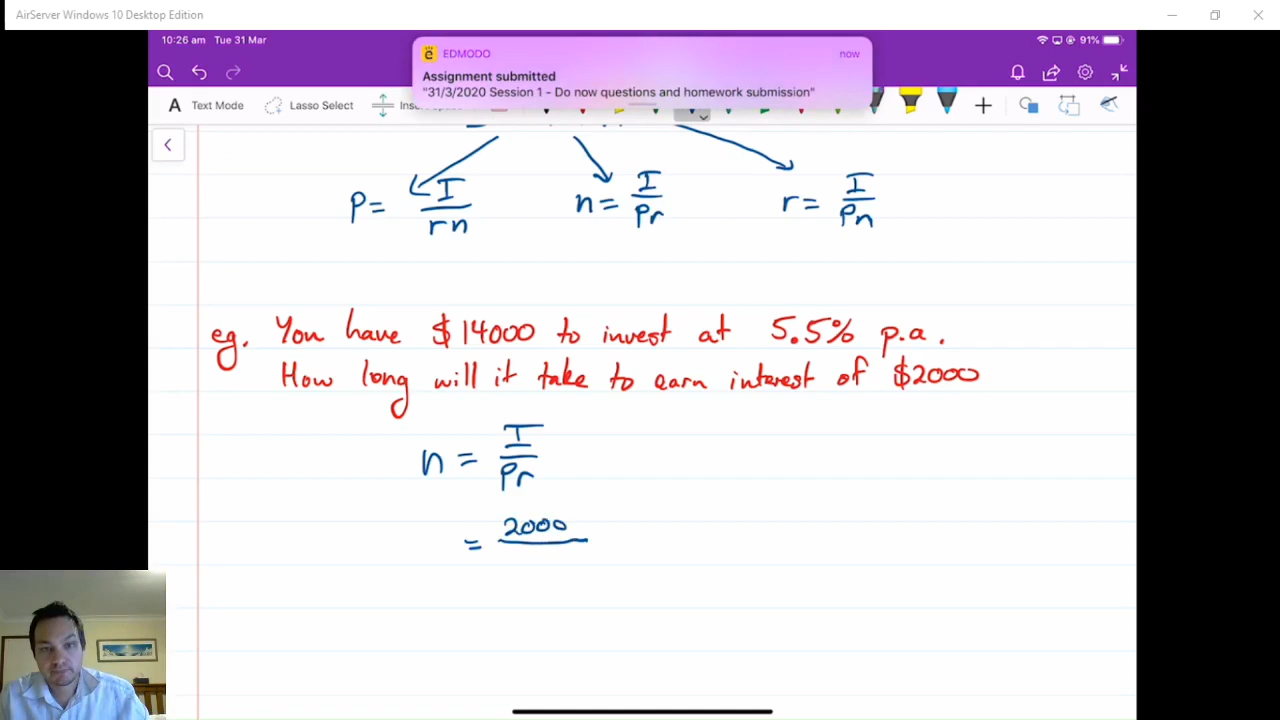 AirServer Windows 10 Desktop Edition
10:26 am Tue 31 Mar
91%
EDMODO
now
Assignment submitted
"31/3/2020 Session 1 - Do now questions and homework submission"
Text Mode
Lasso Select
P = I/rn
n = I/Pr
r = I/Pn
eg. You have $14000 to invest at 5.5% p.a.
How long will it take to earn interest of $2000
n = I/Pr
= 2000